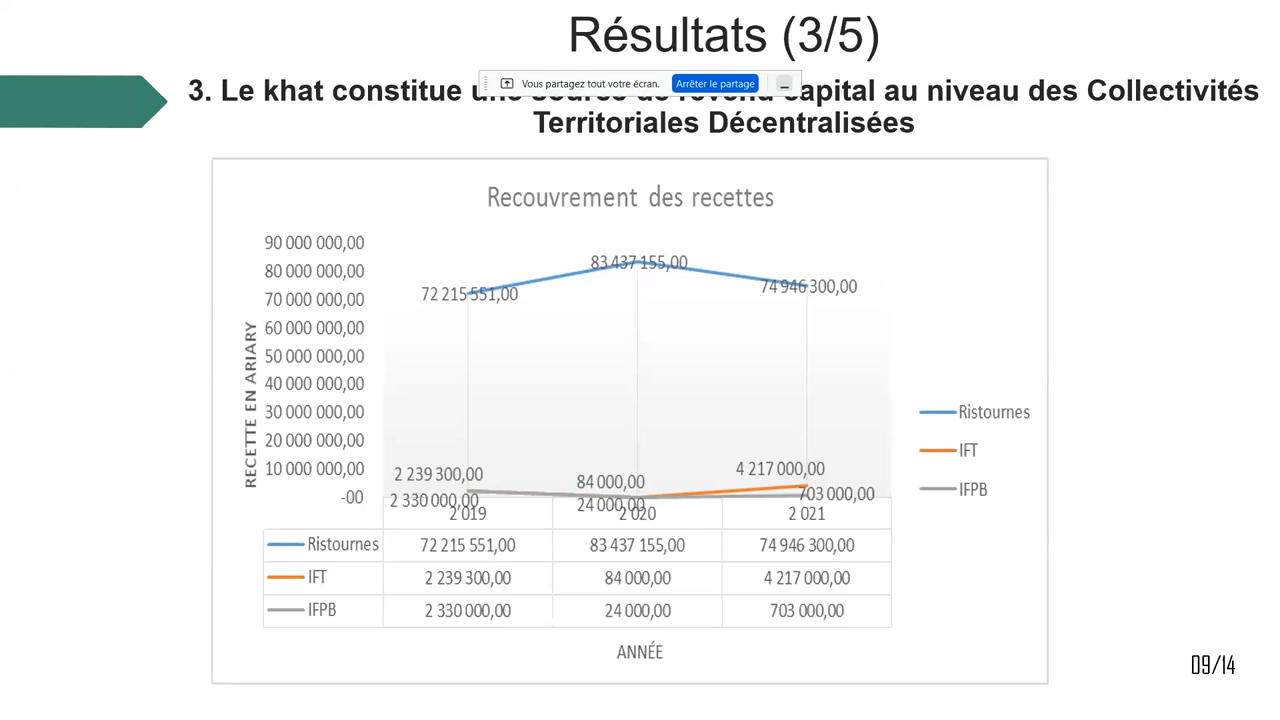 Résultats (3/5)
Vous partagez tout votre écran. Arrêter le partage
3. Le khat constitue capital au niveau des Collectivités
Territoriales Décentralisées
Recouvrement des recettes
RECETTE EN ARIARY
90 000 000,00
80 000 000,00
70 000 000,00
60 000 000,00
50 000 000,00
40 000 000,00
30 000 000,00
20 000 000,00
10 000 000,00
-00
72 215 551,00
83 437 155,00
74 946 300,00
2 239 300,00
84 000,00
4 217 000,00
2 330 000,00
24 000,00
703 000,00
Ristournes
IFT
IFPB
2 019 2 020 2 021
Ristournes 72 215 551,00 83 437 155,00 74 946 300,00
IFT 2 239 300,00 84 000,00 4 217 000,00
IFPB 2 330 000,00 24 000,00 703 000,00
ANNÉE
09/14